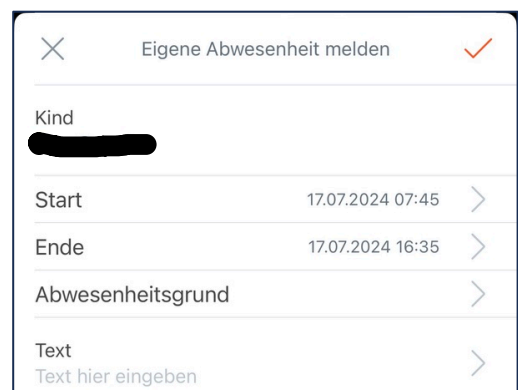 Eigene Abwesenheit melden
Kind
Start 17.07.2024 07:45
Ende 17.07.2024 16:35
Abwesenheitsgrund
Text
Text hier eingeben